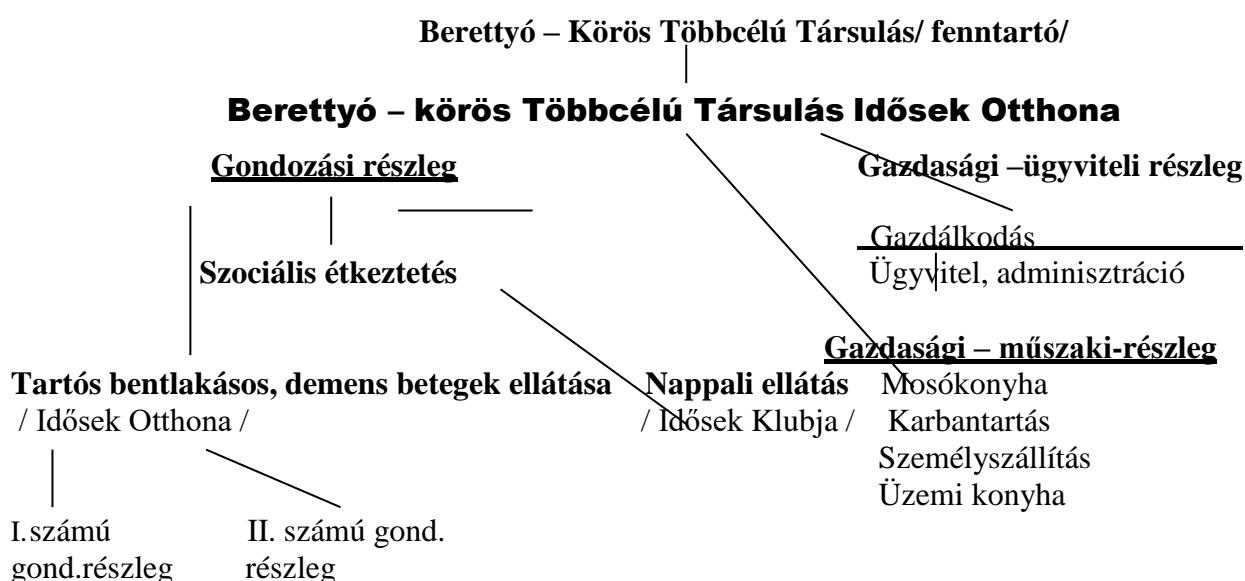 Berettyó – Körös Többcélú Társulás/ fenntartó/
Berettyó – körös Többcélú Társulás Idősek Otthona
Gondozási részleg
Gazdasági –ügyviteli részleg
Gazdálkodás
Ügyvitel, adminisztráció
Szociális étkeztetés
Gazdasági – műszaki-részleg
Tartós bentlakásos, demens betegek ellátása
/ Idősek Otthona /
Nappali ellátás
/ Idősek Klubja /
Mosókonyha
Karbantartás
Személyszállítás
Üzemi konyha
I.számú
gond.részleg
II. számú gond.
részleg